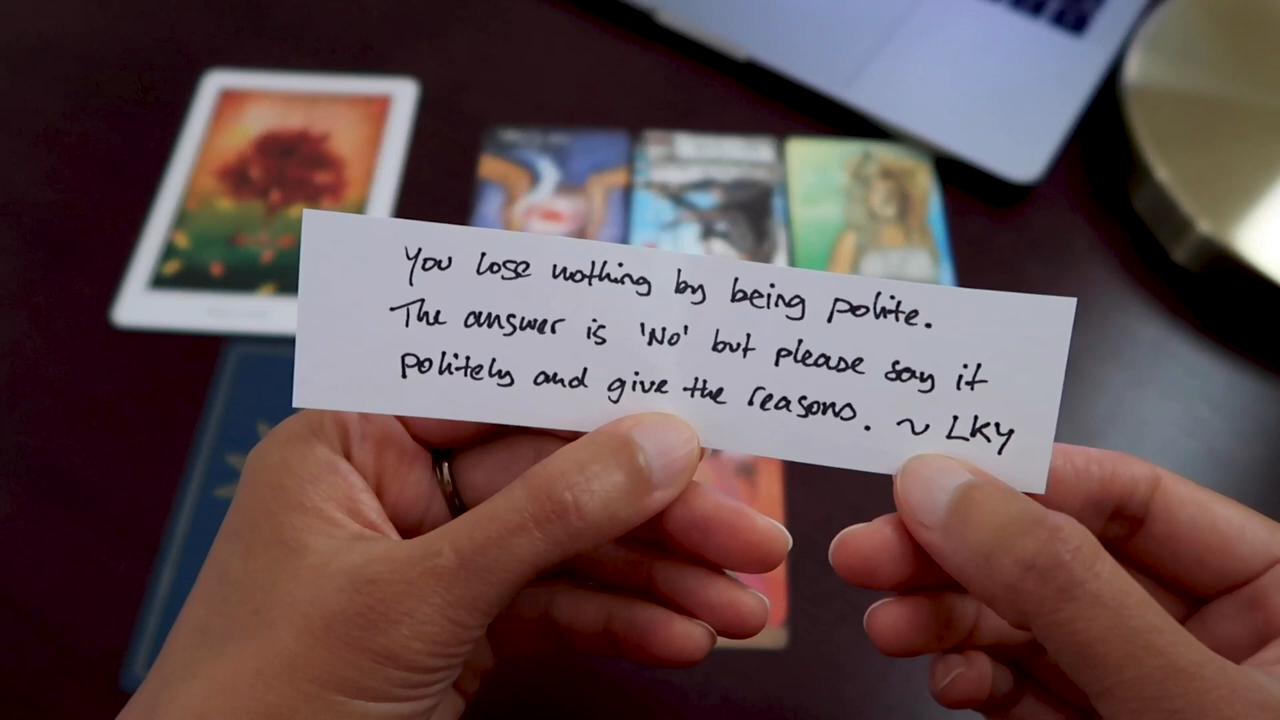 You lose nothing by being polite.
The answer is 'No' but please say it
politely and give the reasons. ~ LKY